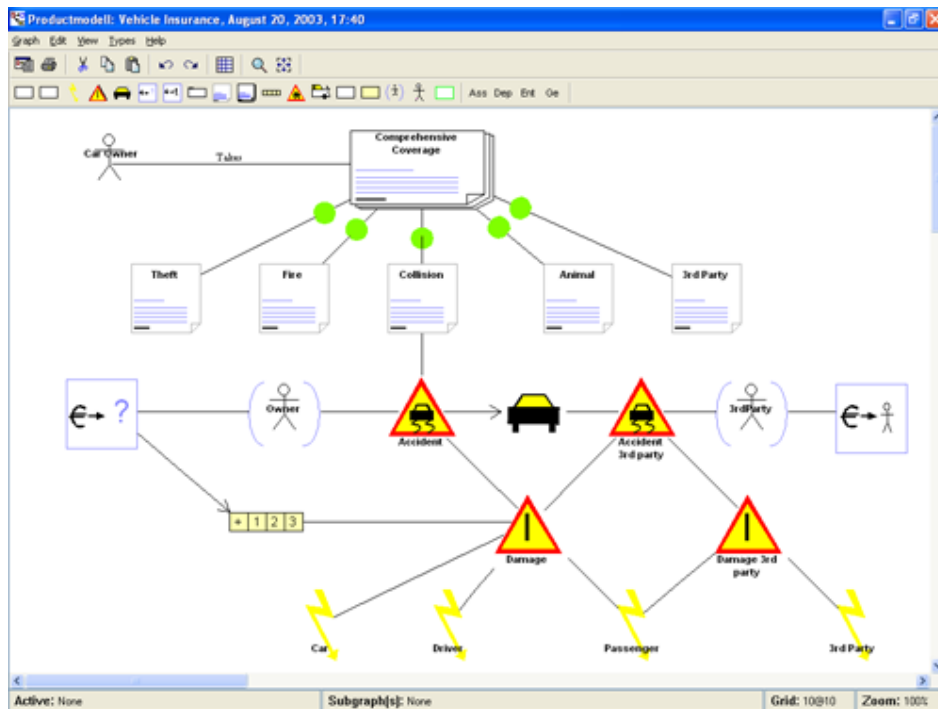 Productmodell: Vehicle Insurance, August 20, 2003, 17:40
Graph Edit View Types Help
Ass Dep Ent Ge
Comprehensive
Coverage
Car Owner
Takes
Theft
Fire
Collision
Animal
3rd Party
€ ?
Owner
3rdParty
€
Accident
Accident
3rd party
+ 1 2 3
Damage
Damage 3rd
party
Car
Driver
Passenger
3rd Party
Active: None
Subgraph[s]: None
Grid: 10@10
Zoom: 100%